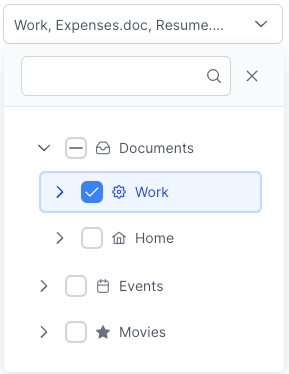 Work, Expenses.doc, Resume....
Documents
Work
Home
Events
Movies